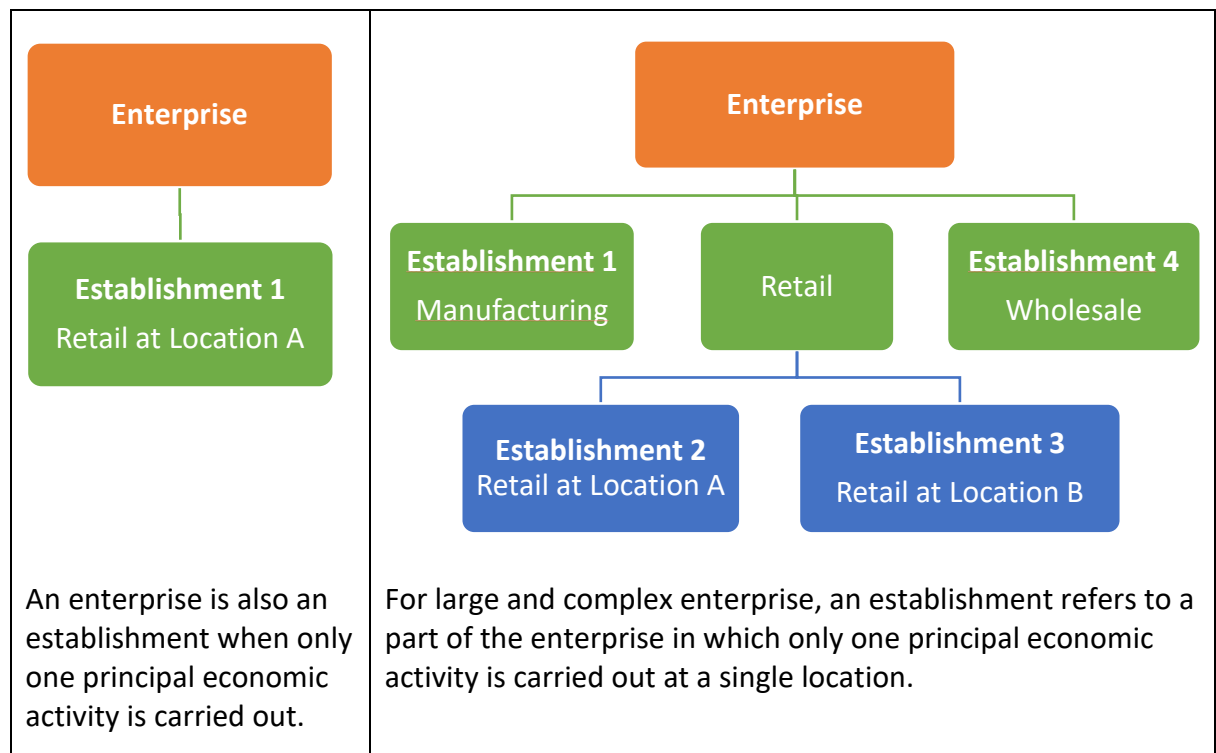 Enterprise
Establishment 1
Retail at Location A
An enterprise is also an
establishment when only
one principal economic
activity is carried out.
Enterprise
Establishment 1
Manufacturing
Retail
Establishment 4
Wholesale
Establishment 2
Retail at Location A
Establishment 3
Retail at Location B
For large and complex enterprise, an establishment refers to a
part of the enterprise in which only one principal economic
activity is carried out at a single location.